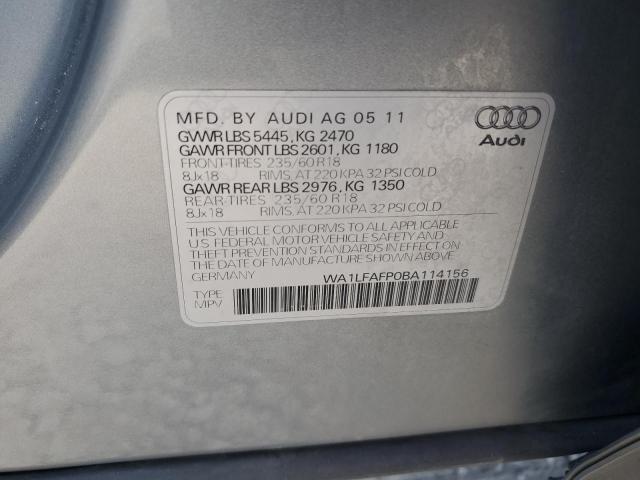 MFD. BY AUDI AG 05 11
GVWR LBS 5445, KG 2470
GAWR FRONT LBS 2601, KG 1180
FRONT-TIRES 235/60 R18
8Jx18 RIMS, AT 220 KPA 32 PSI COLD
GAWR REAR LBS 2976, KG 1350
REAR-TIRES 235/60 R18
8Jx18 RIMS, AT 220 KPA 32 PSI COLD
Audi
THIS VEHICLE CONFORMS TO ALL APPLICABLE
U.S. FEDERAL MOTOR VEHICLE SAFETY AND
THEFT PREVENTION STANDARDS IN EFFECT ON
THE DATE OF MANUFACTURE SHOWN ABOVE.
GERMANY WA1LFAFP0BA114156
TYPE
MPV